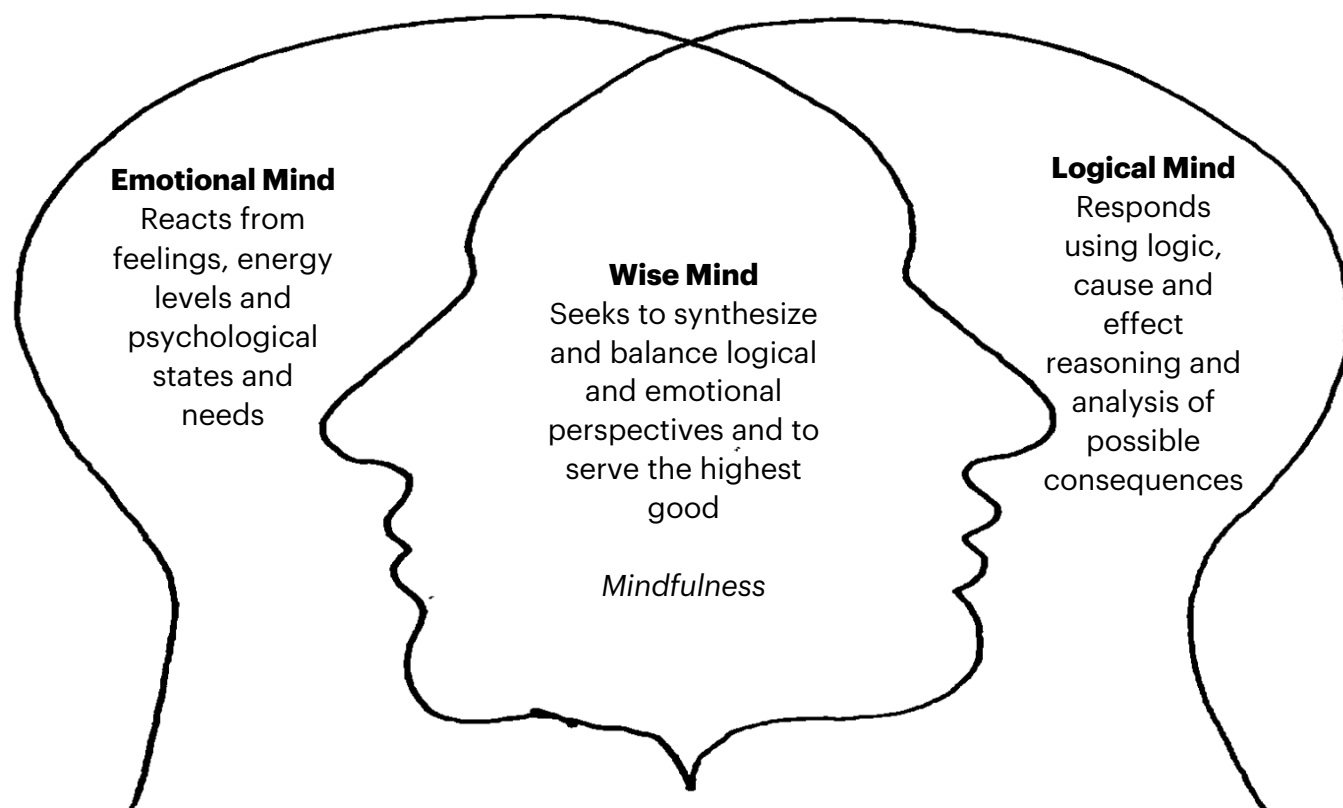 Emotional Mind
Reacts from
feelings, energy
levels and
psychological
states and
needs
Wise Mind
Seeks to synthesize
and balance logical
and emotional
perspectives and to
serve the highest
good
Mindfulness
Logical Mind
Responds
using logic,
cause and
effect
reasoning and
analysis of
possible
consequences